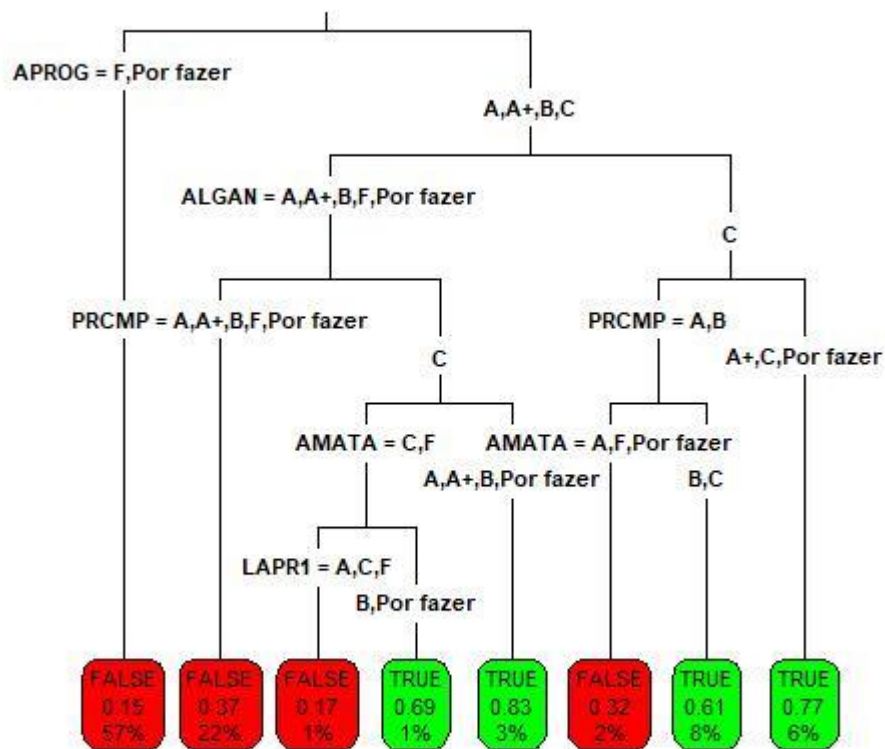 APROG = F,Por fazer
A,A+,B,C
ALGAN = A,A+,B,F,Por fazer
C
PRCMP = A,A+,B,F,Por fazer
PRCMP = A,B
C
A+,C,Por fazer
AMATA = C,F
AMATA = A,F,Por fazer
A,A+,B,Por fazer
B,C
LAPR1 = A,C,F
B,Por fazer
FALSE
0.15
57%
FALSE
0.37
22%
FALSE
0.17
1%
TRUE
0.69
1%
TRUE
0.83
3%
FALSE
0.32
2%
TRUE
0.61
8%
TRUE
0.77
6%